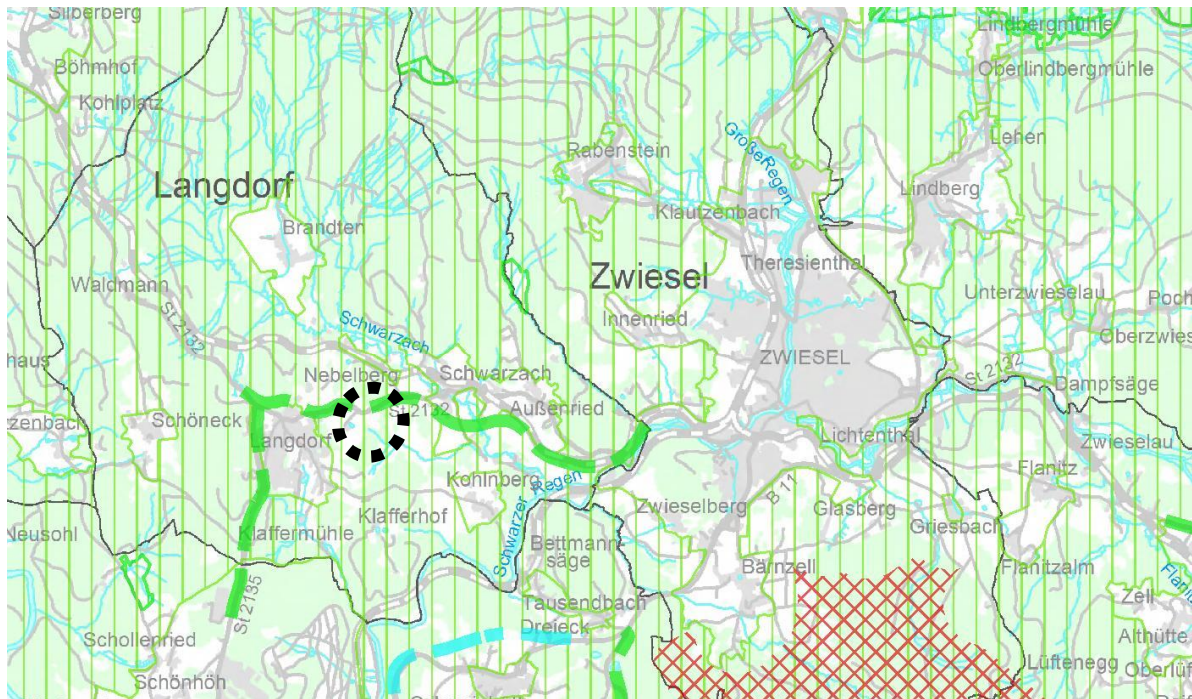 Silberberg
Böhmhof
Kohlplatz
Langdorf
Brandten
Waldmann
St 2132
haus
zenbach
Schöneck
Nebelberg
Schwarzach
Schwarzach
St 2132
Außenried
Langdorf
Kohlnberg
Klafferhof
Klaffermühle
Neusohl
St 2135
Schollenried
Schönhöh
Schwarzer Regen
Bettmann-
säge
Tausendbach
Dreieck
Rabenstein
Große Regen
Klautzenbach
Theresienthal
Zwiesel
Innenried
ZWIESEL
Lindbergmühle
Oberlindbergmühle
Lehen
Lindberg
Unterzwieselau
Poch
Oberzwies
St 2132
Dampfsäge
Zwieselau
Lichtenthal
Flanitz
Zwieselberg
B 11
Glasberg
Griesbach
Bärnzell
Flanitzalm
Flanitz
Zell
Althütte
Lüftenegg
Oberlüf